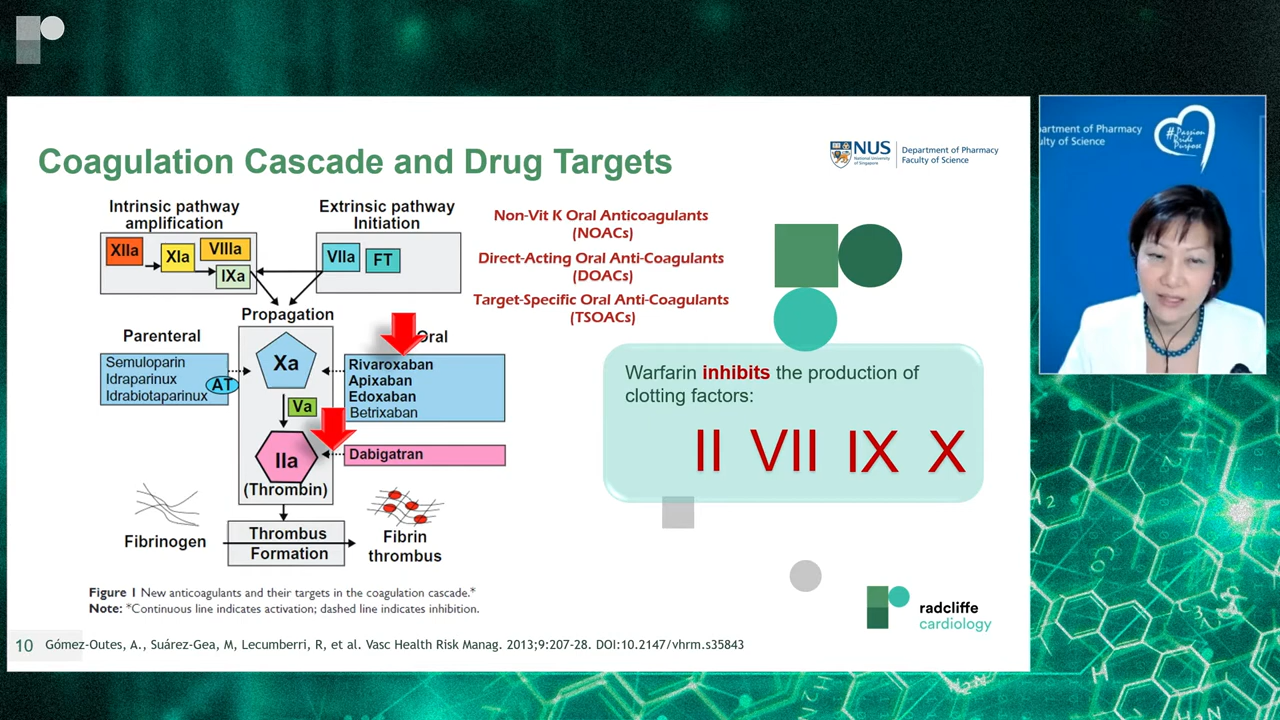 Coagulation Cascade and Drug Targets
NUS
National University
of Singapore
Department of Pharmacy
Faculty of Science
Intrinsic pathway
amplification
Extrinsic pathway
Initiation
XIIa
XIa
VIIIa
IXa
VIIa
FT
Propagation
Parenteral
Oral
Semuloparin
Idraparinux
Idrabiotaparinux
AT
Xa
Rivaroxaban
Apixaban
Edoxaban
Betrixaban
Va
IIa
(Thrombin)
Dabigatran
Fibrinogen
Thrombus
Formation
Fibrin
thrombus
Figure 1 New anticoagulants and their targets in the coagulation cascade.*
Note: *Continuous line indicates activation; dashed line indicates inhibition.
Non-Vit K Oral Anticoagulants
(NOACs)
Direct-Acting Oral Anti-Coagulants
(DOACs)
Target-Specific Oral Anti-Coagulants
(TSOACs)
Warfarin inhibits the production of
clotting factors:
II VII IX X
radcliffe
cardiology
10 Gómez-Outes, A., Suárez-Gea, M, Lecumberri, R, et al. Vasc Health Risk Manag. 2013;9:207-28. DOI:10.2147/vhrm.s35843
partment of Pharmacy
ulty of Science
#Passion
Pride
Purpose